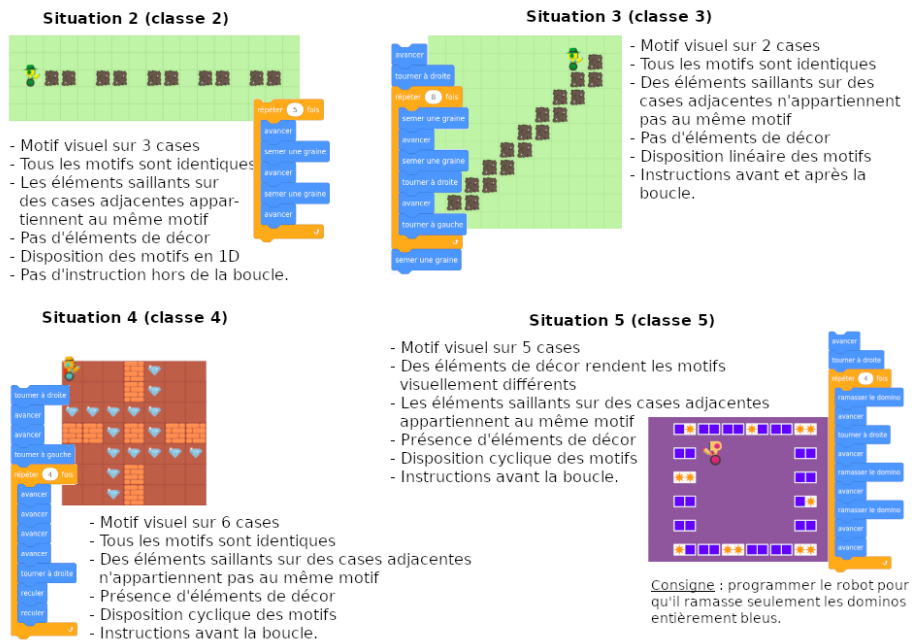 Situation 2 (classe 2)
répéter 5 fois
avancer
semer une graine
avancer
semer une graine
avancer
- Motif visuel sur 3 cases
- Tous les motifs sont identiques
- Les éléments saillants sur
des cases adjacentes appar-
tiennent au même motif
- Pas d'éléments de décor
- Disposition des motifs en 1D
- Pas d'instruction hors de la boucle.
Situation 3 (classe 3)
avancer
tourner à droite
répéter 8 fois
semer une graine
avancer
semer une graine
tourner à droite
avancer
tourner à gauche
semer une graine
- Motif visuel sur 2 cases
- Tous les motifs sont identiques
- Des éléments saillants sur des
cases adjacentes n'appartiennent
pas au même motif
- Pas d'éléments de décor
- Disposition linéaire des motifs
- Instructions avant et après la
boucle.
Situation 4 (classe 4)
tourner à droite
avancer
avancer
tourner à gauche
répéter 4 fois
avancer
avancer
avancer
avancer
tourner à droite
reculer
reculer
- Motif visuel sur 6 cases
- Tous les motifs sont identiques
- Des éléments saillants sur des cases adjacentes
n'appartiennent pas au même motif
- Présence d'éléments de décor
- Disposition cyclique des motifs
- Instructions avant la boucle.
Situation 5 (classe 5)
- Motif visuel sur 5 cases
- Des éléments de décor rendent les motifs
visuellement différents
- Les éléments saillants sur des cases adjacentes
appartiennent au même motif
- Présence d'éléments de décor
- Disposition cyclique des motifs
- Instructions avant la boucle.
avancer
tourner à droite
répéter 4 fois
ramasser le domino
avancer
tourner à droite
avancer
ramasser le domino
avancer
ramasser le domino
avancer
avancer
Consigne : programmer le robot pour
qu'il ramasse seulement les dominos
entièrement bleus.